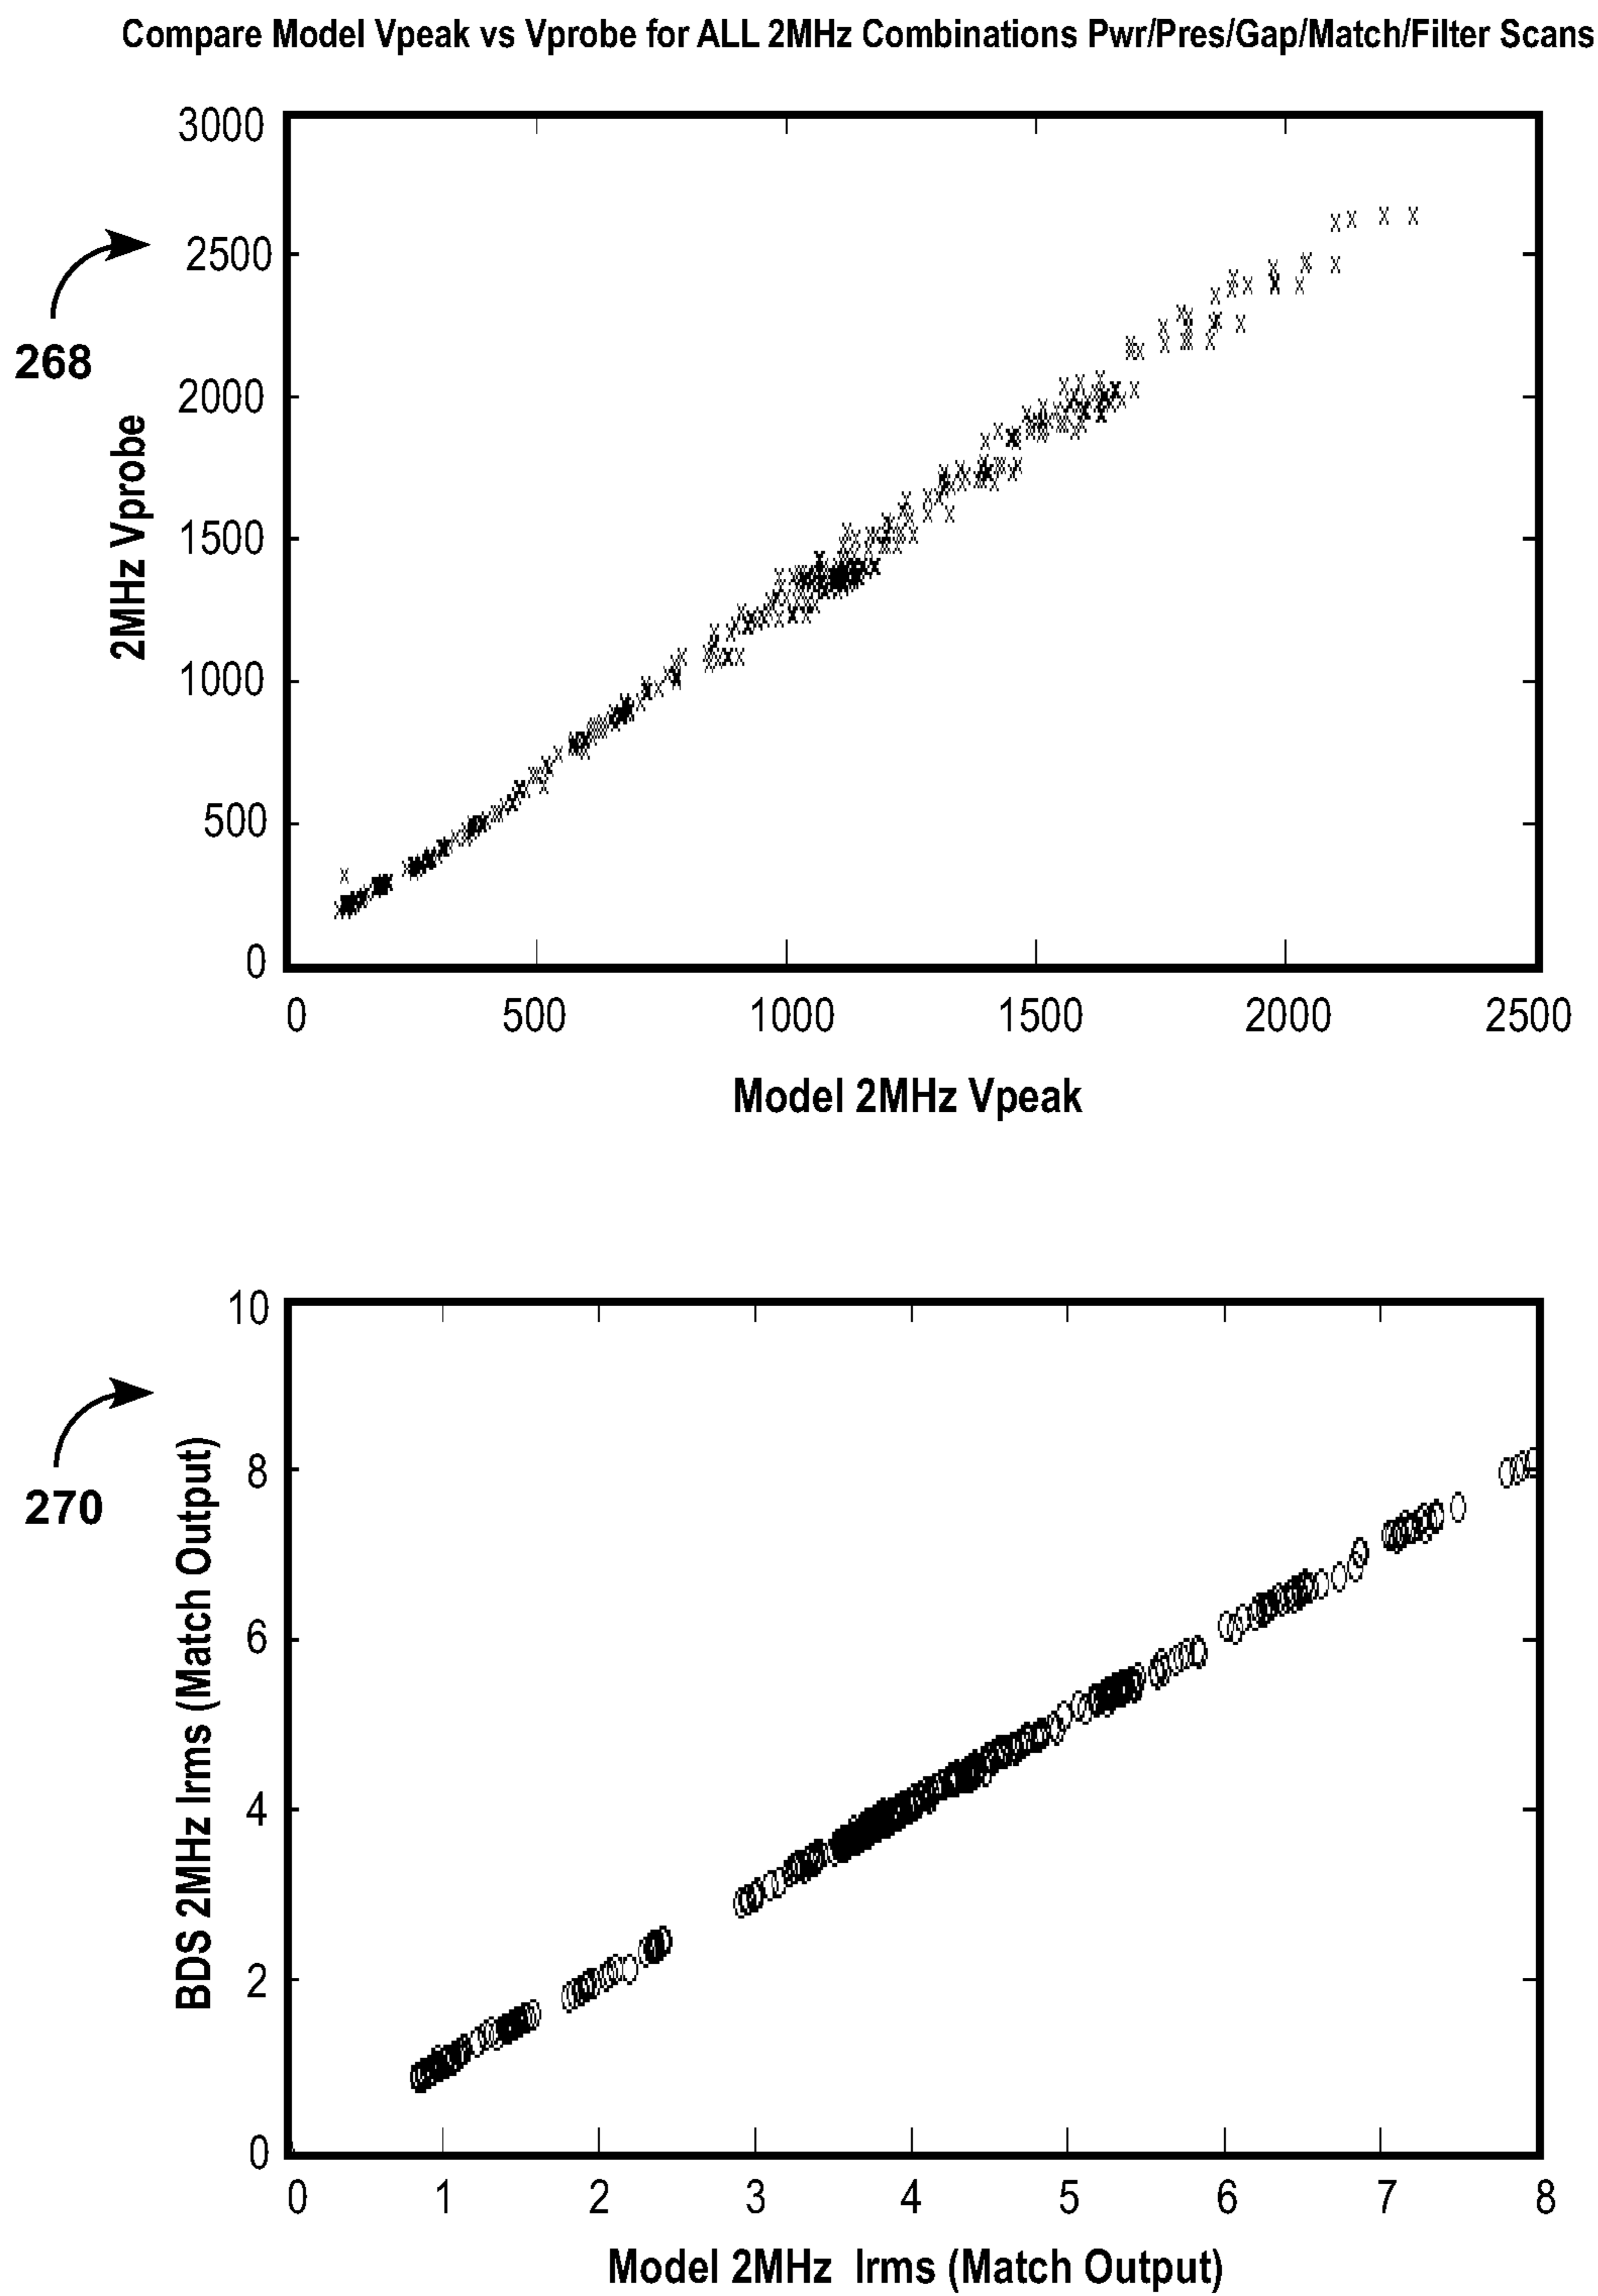 Compare Model Vpeak vs Vprobe for ALL 2MHz Combinations Pwr/Pres/Gap/Match/Filter Scans
3000
2500
2000
1500
1000
500
0
268
2MHz Vprobe
0 500 1000 1500 2000 2500
Model 2MHz Vpeak
10
8
6
4
2
0
270
BDS 2MHz Irms (Match Output)
0 1 2 3 4 5 6 7 8
Model 2MHz Irms (Match Output)